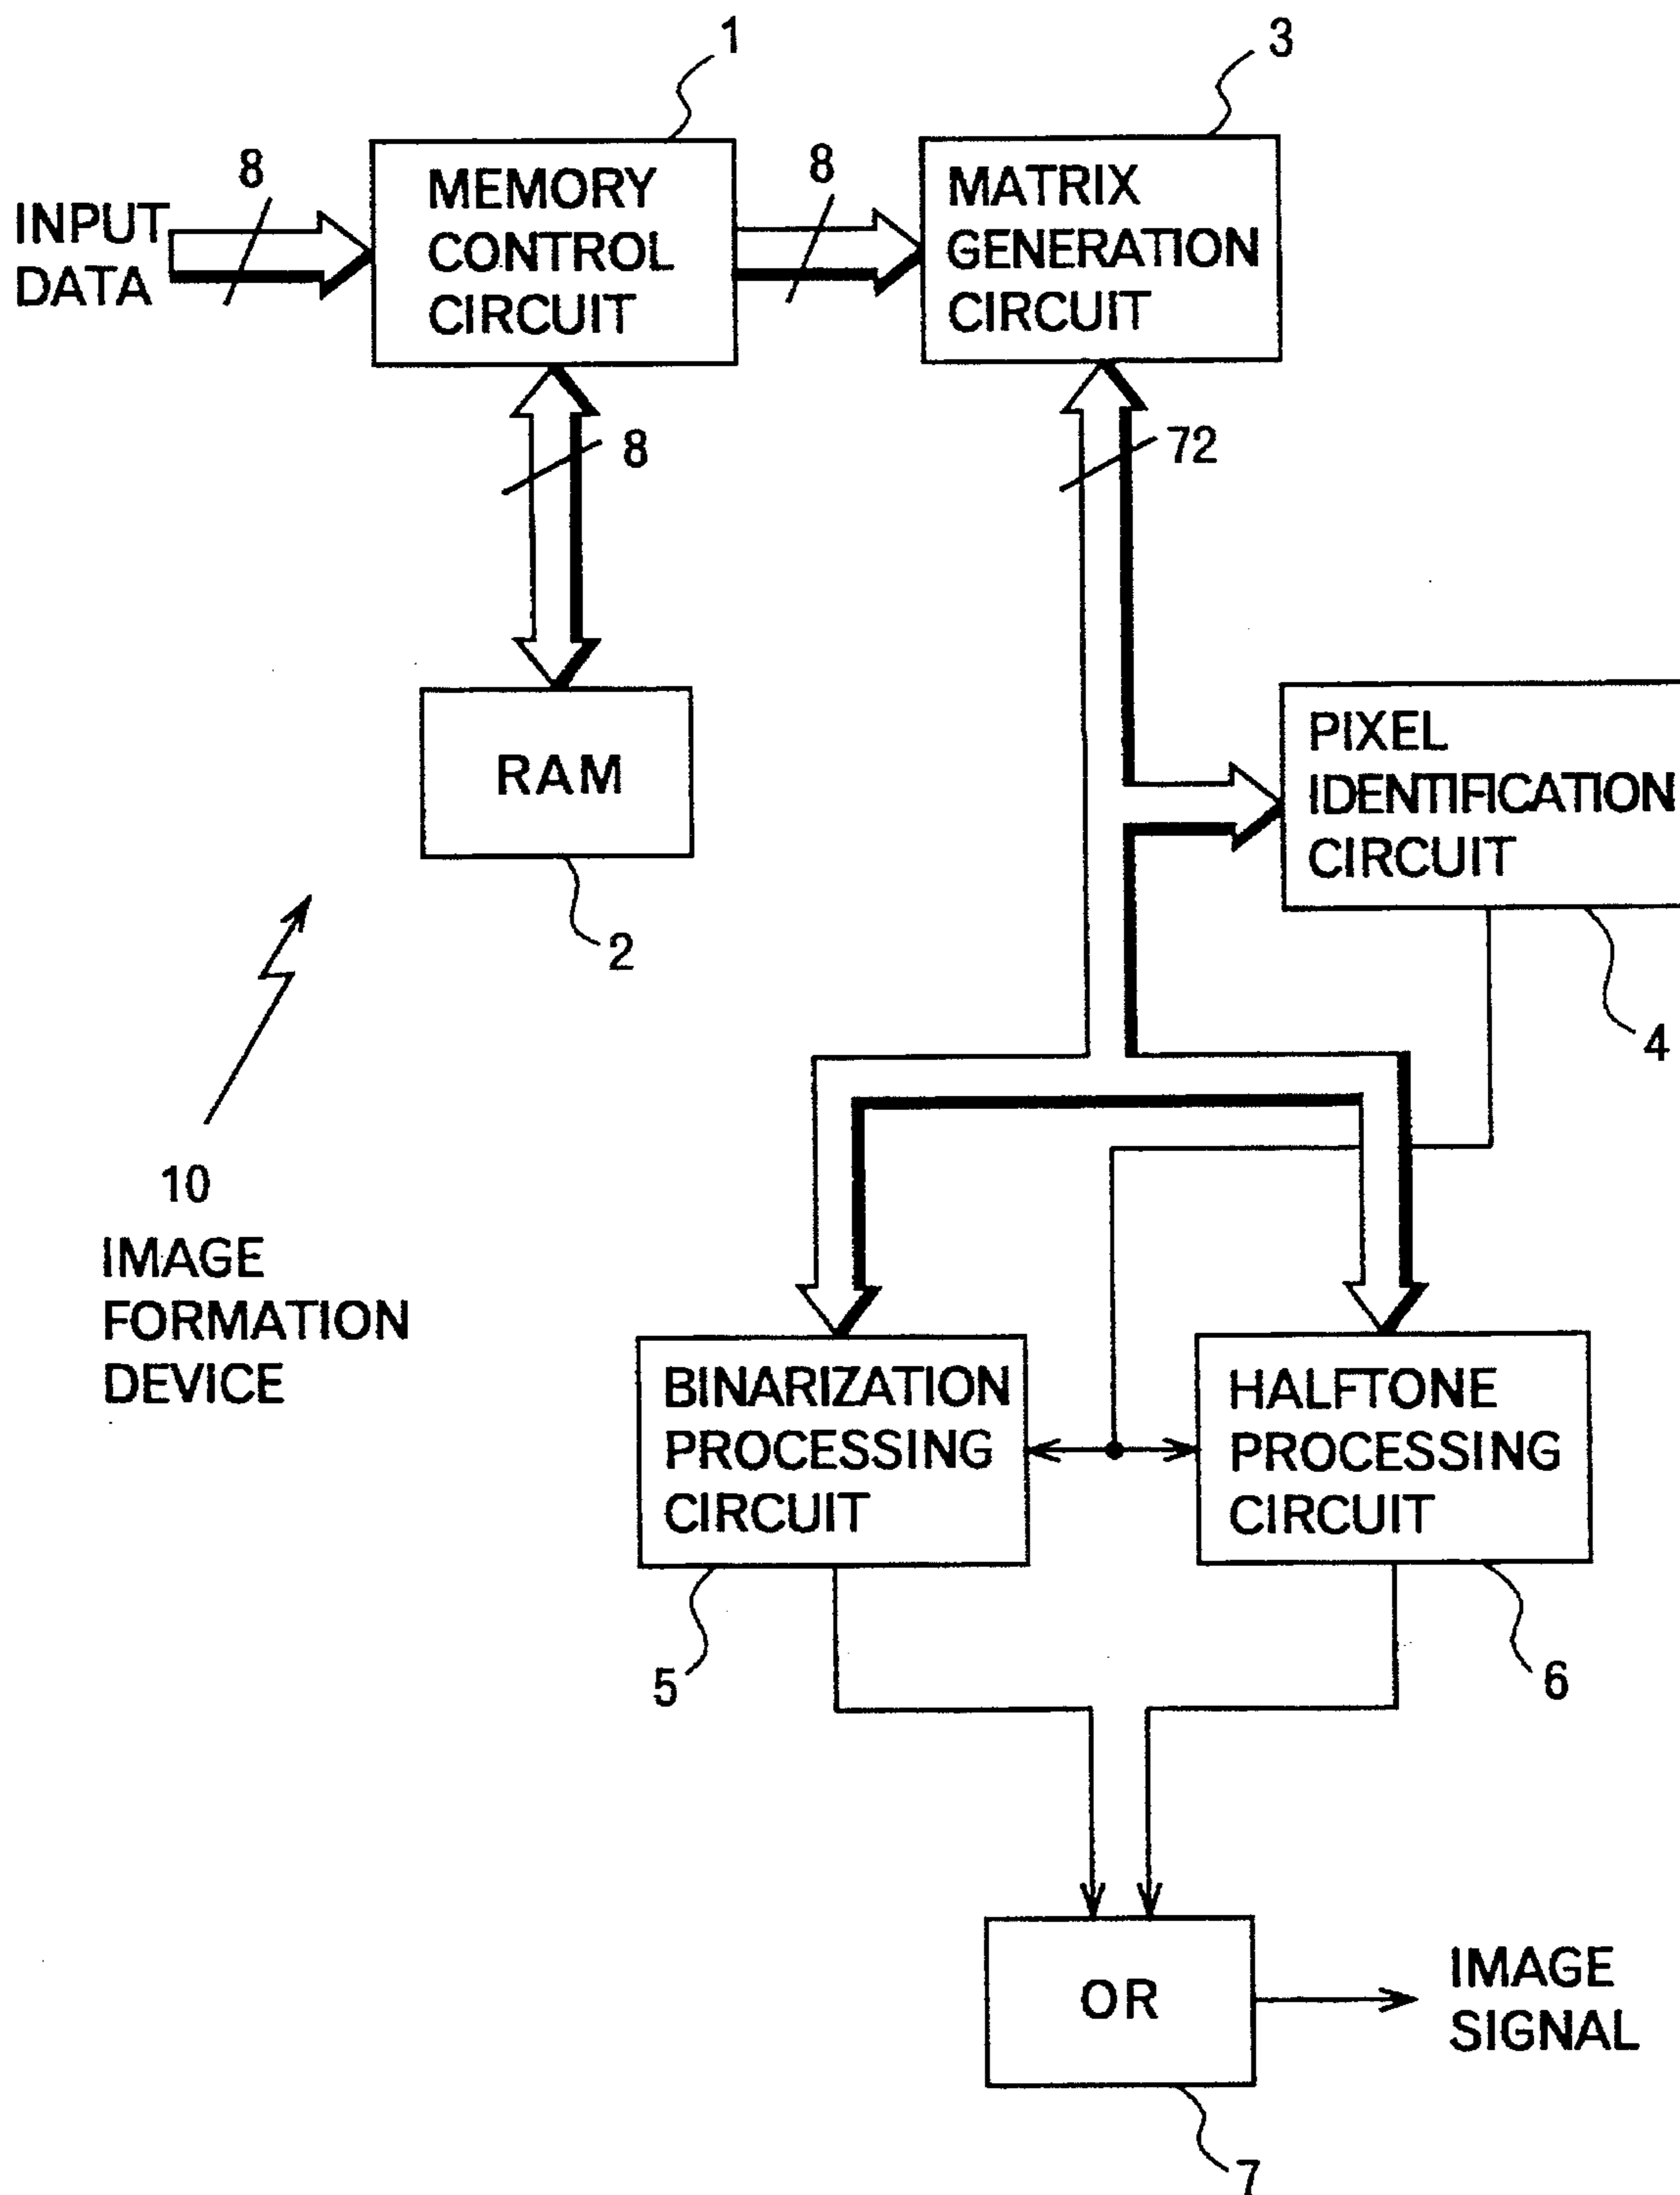 1
3
8
8
INPUT
DATA
MEMORY
CONTROL
CIRCUIT
MATRIX
GENERATION
CIRCUIT
8
72
RAM
PIXEL
IDENTIFICATION
CIRCUIT
2
4
10
IMAGE
FORMATION
DEVICE
BINARIZATION
PROCESSING
CIRCUIT
HALFTONE
PROCESSING
CIRCUIT
5
6
OR
IMAGE
SIGNAL
7